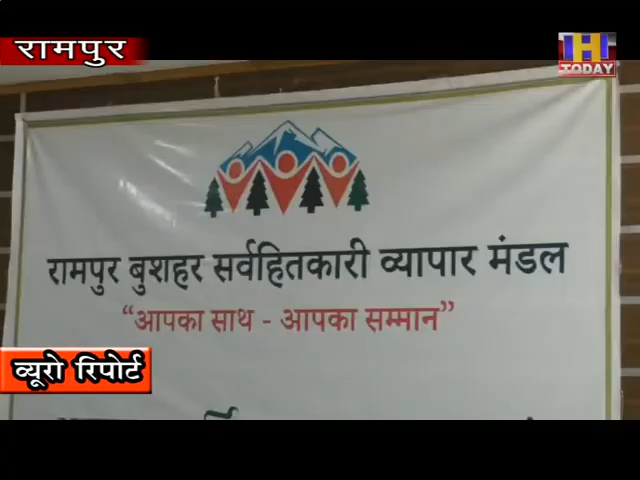 रामपुर
H
TODAY
रामपुर बुशहर सर्वहितकारी व्यापार मंडल
“आपका साथ - आपका सम्मान”
ब्यूरो रिपोर्ट